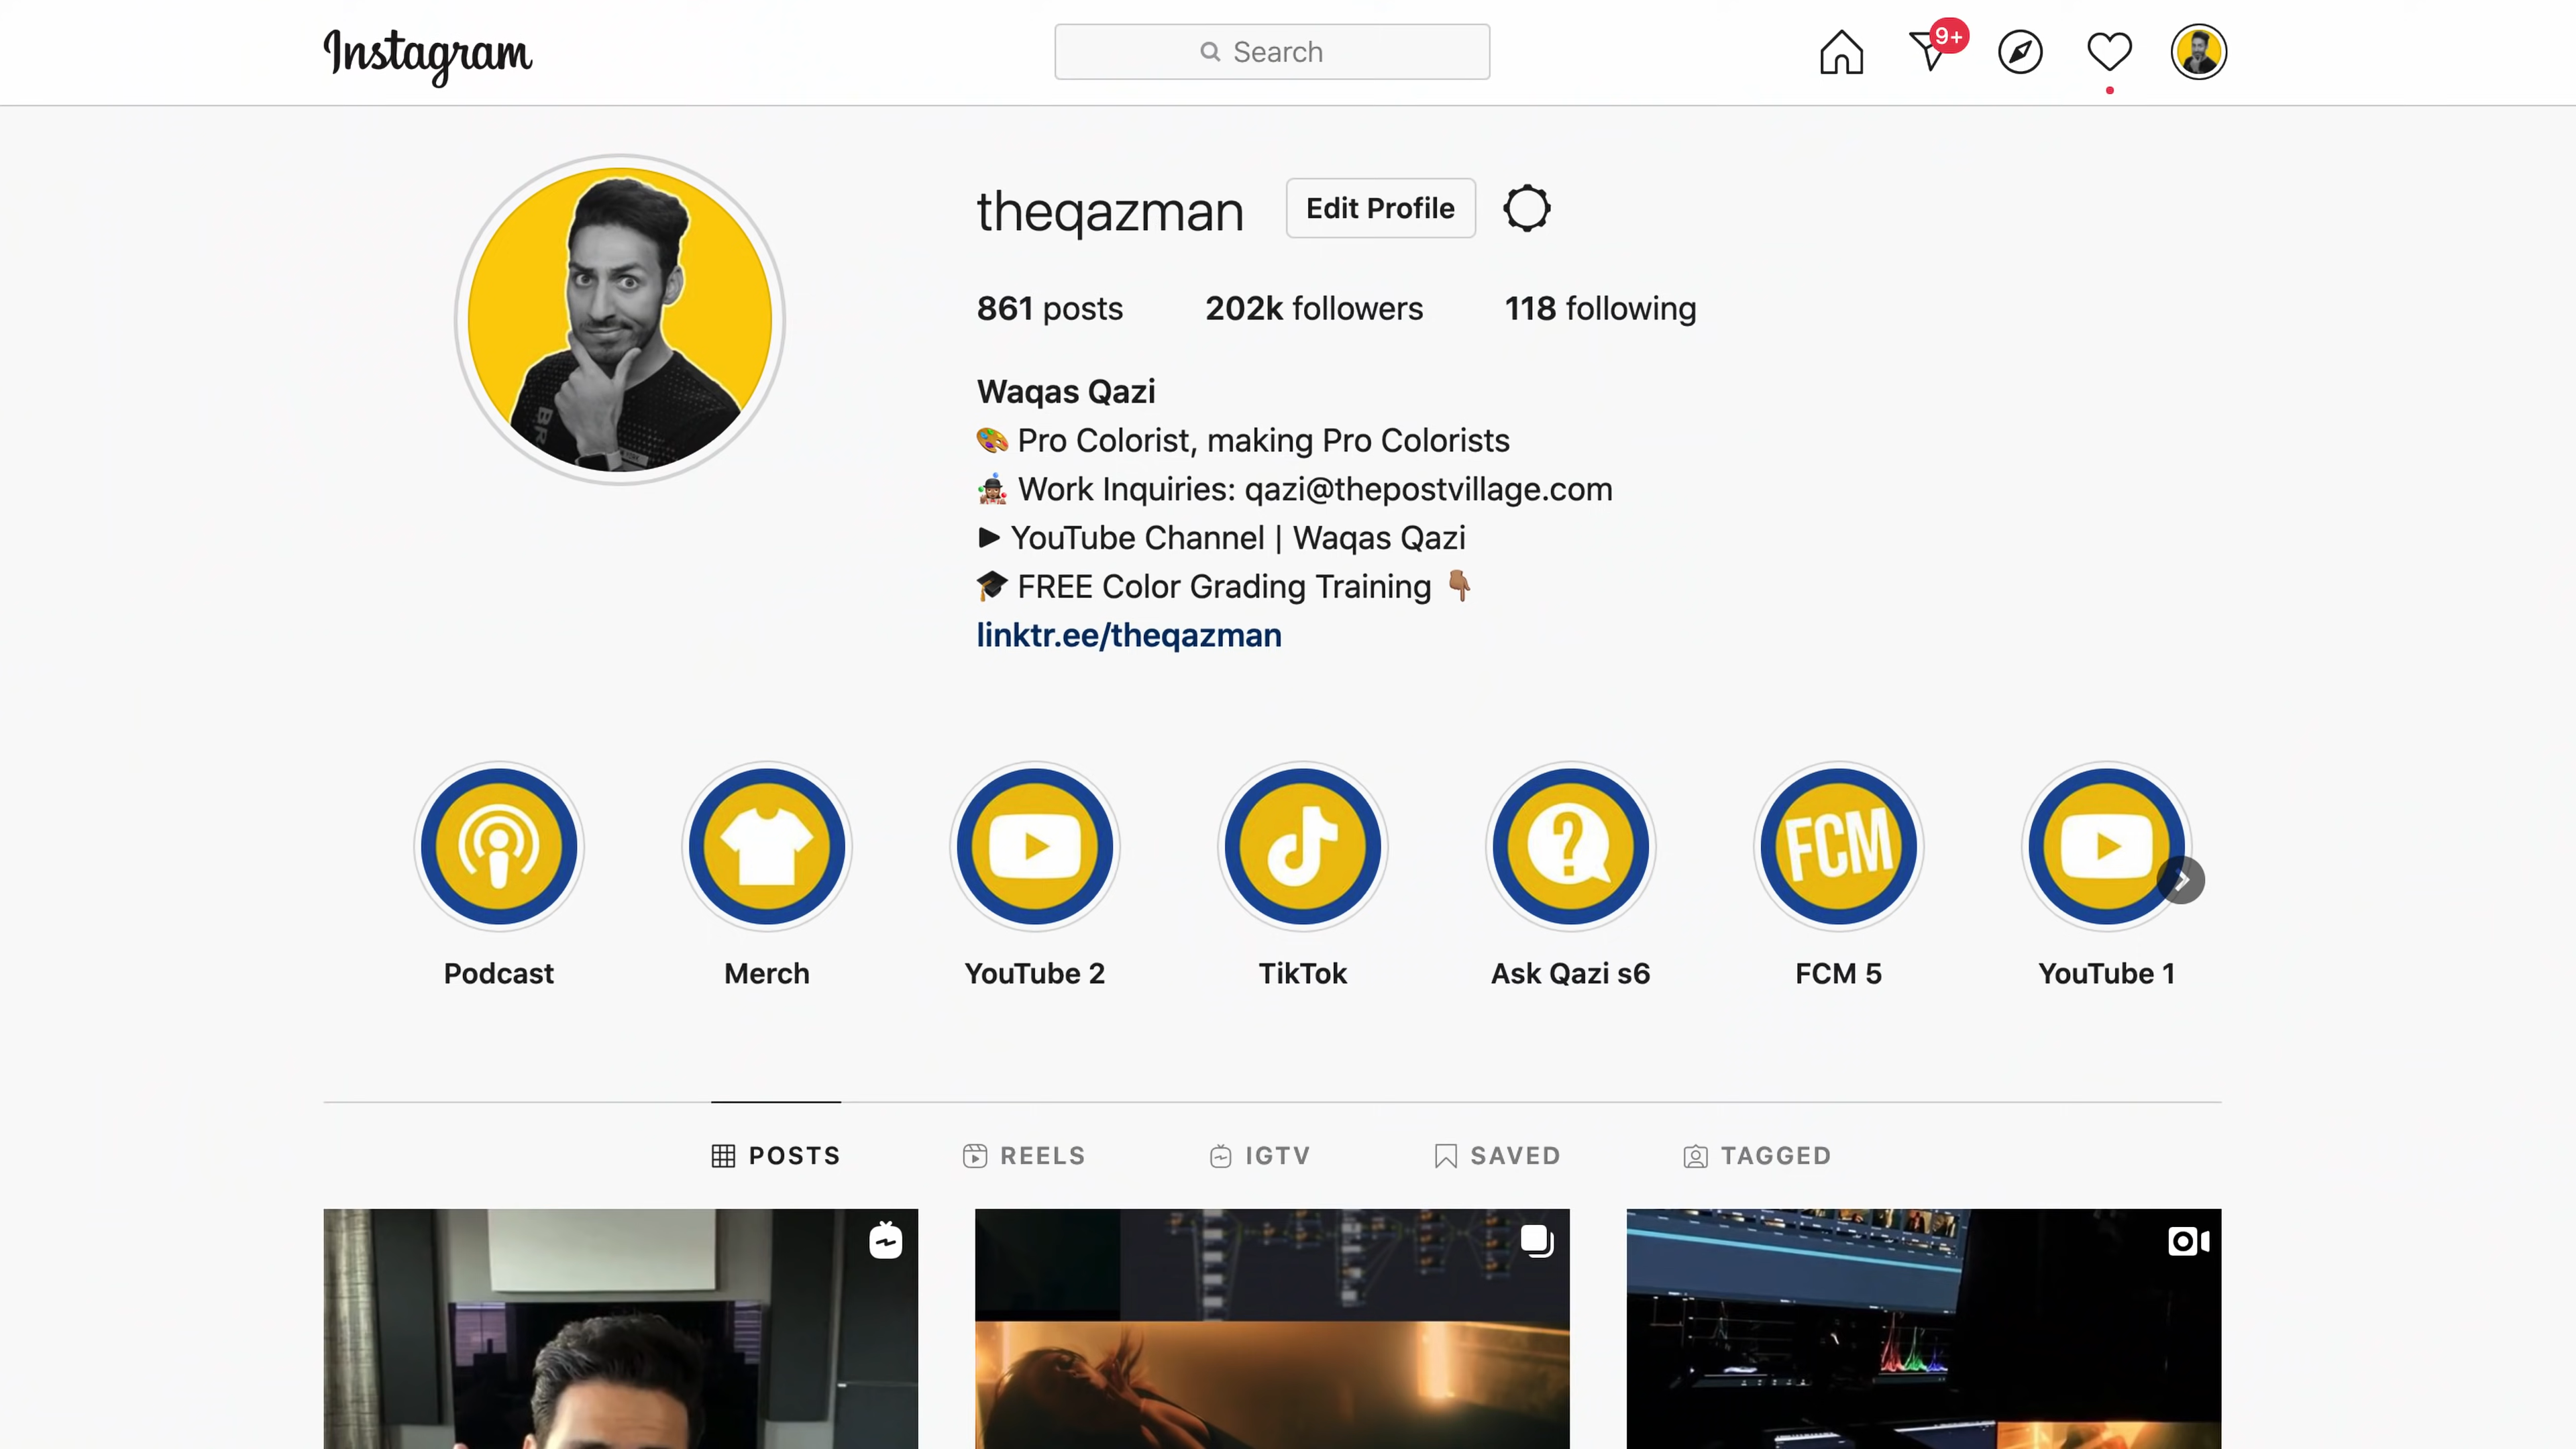 Instagram
Search
9+
theqazman
Edit Profile
861 posts 202k followers 118 following
Waqas Qazi
🎨 Pro Colorist, making Pro Colorists
🤹🏽 Work Inquiries: qazi@thepostvillage.com
▶ YouTube Channel | Waqas Qazi
🎓 FREE Color Grading Training 👇🏽
linktr.ee/theqazman
FCM
Podcast Merch YouTube 2 TikTok Ask Qazi s6 FCM 5 YouTube 1
POSTS REELS IGTV SAVED TAGGED